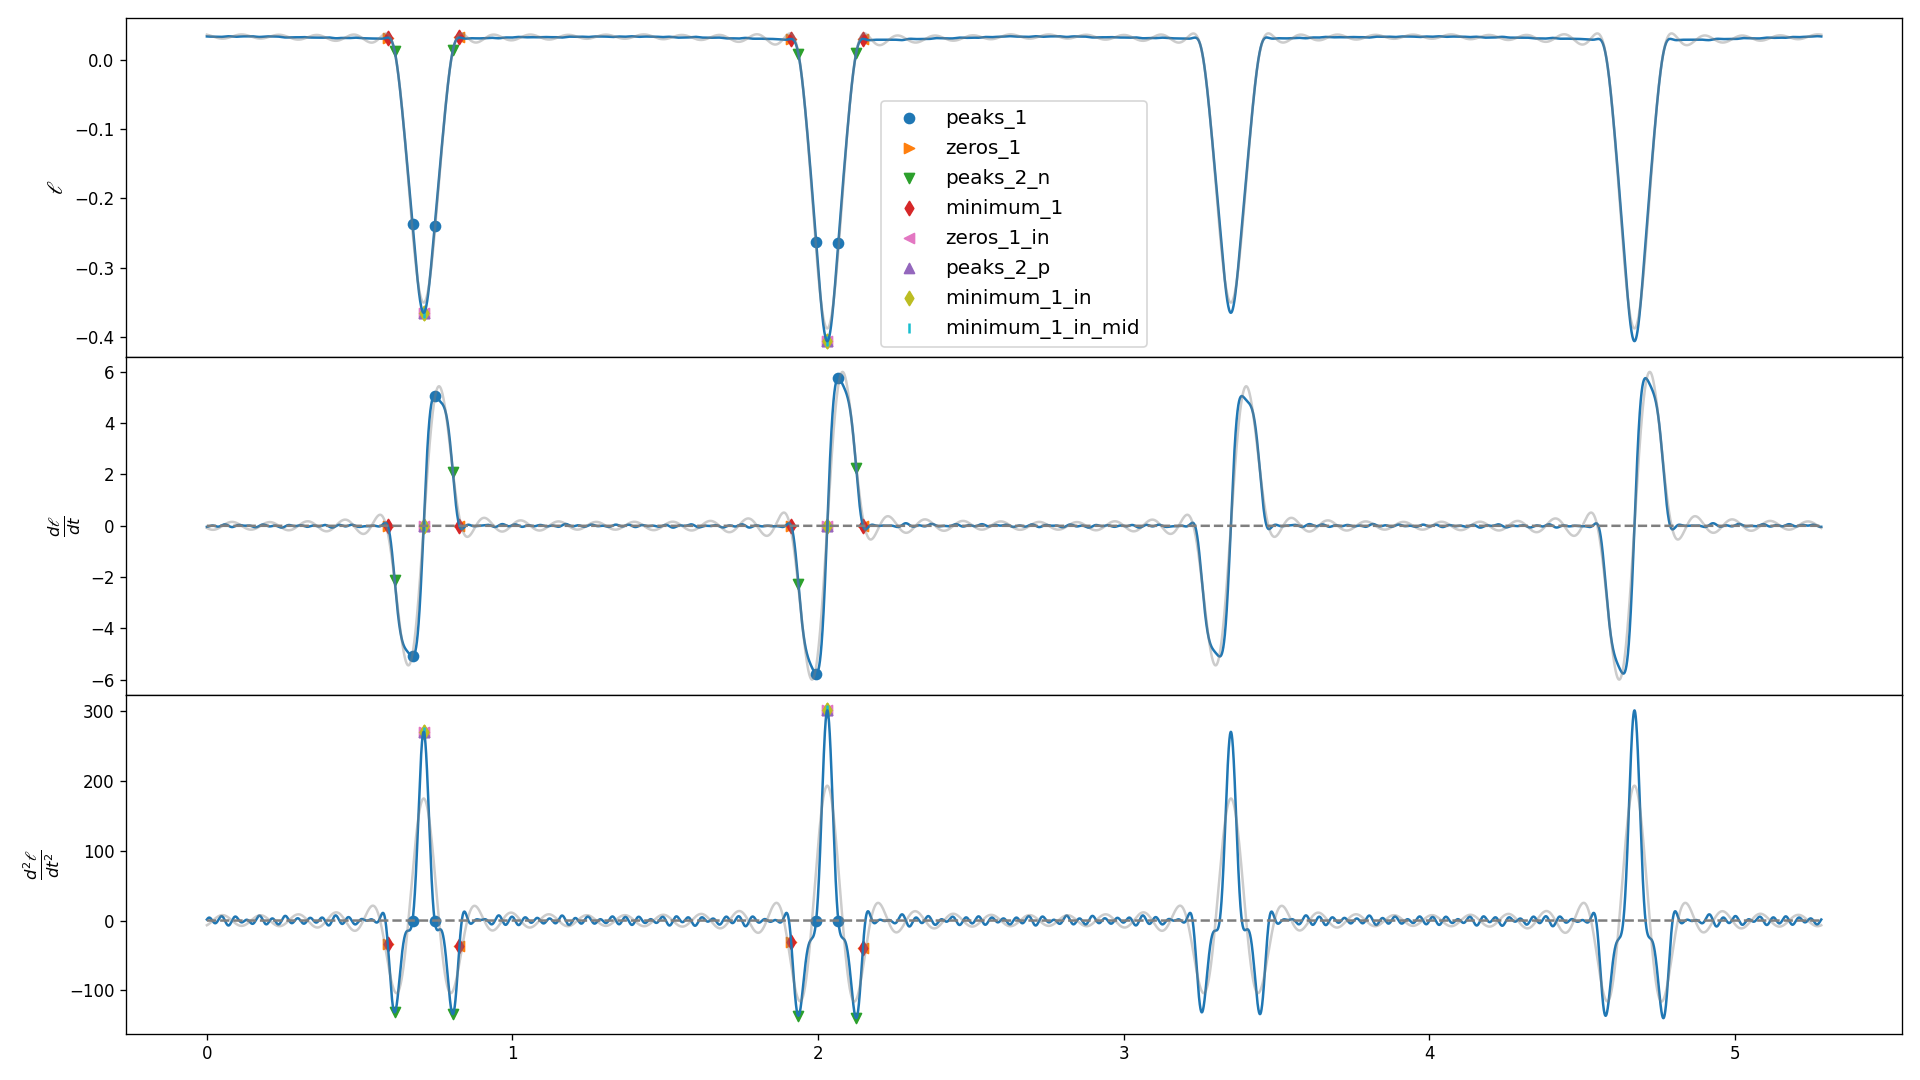 0.0
−0.1
−0.2
−0.3
−0.4
ℓ
peaks_1
zeros_1
peaks_2_n
minimum_1
zeros_1_in
peaks_2_p
minimum_1_in
minimum_1_in_mid
6
4
2
0
−2
−4
−6
dℓ
dt
300
200
100
0
−100
d²ℓ
dt²
0 1 2 3 4 5